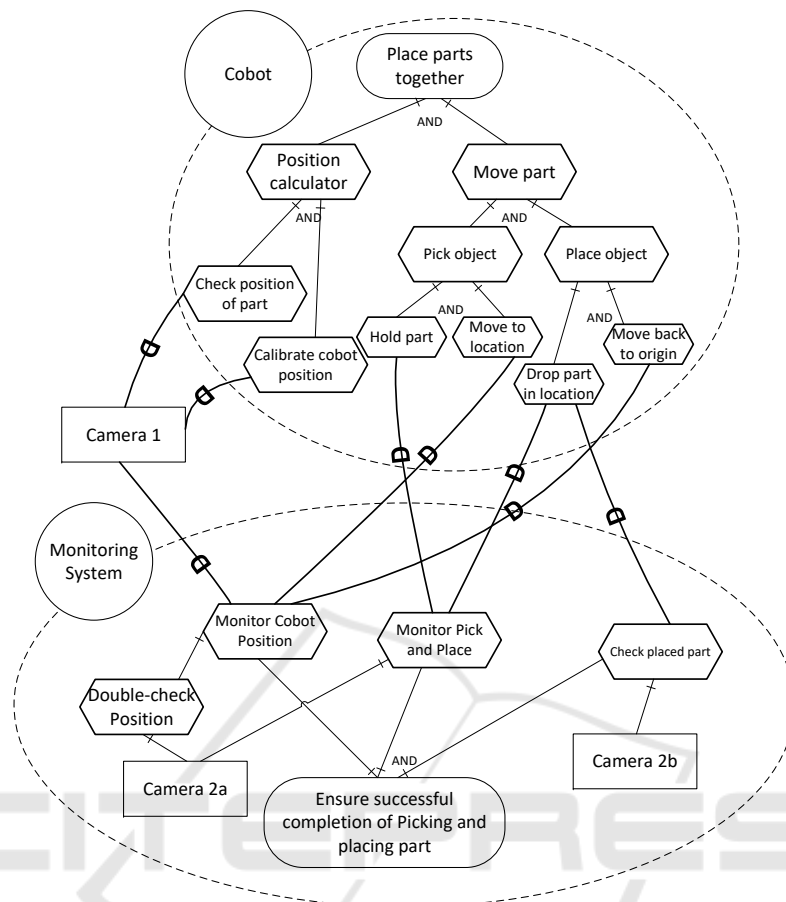 Cobot
Place parts
together
AND
Position
calculator
Move part
AND
AND
Pick object
Place object
Check position
of part
AND
AND
Hold part
Move to
location
Move back
to origin
Calibrate cobot
position
Drop part
in location
D
D
Camera 1
D
D
D
D
D
D
Monitoring
System
Monitor Cobot
Position
Monitor Pick
and Place
Check placed part
Double-check
Position
AND
Camera 2a
Camera 2b
Ensure successful
completion of Picking and
placing part